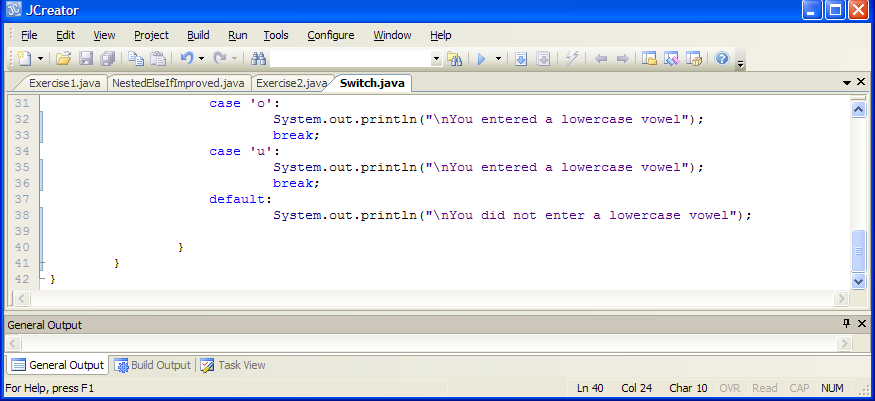 JCreator
File Edit View Project Build Run Tools Configure Window Help
Exercise1.java NestedElseIfImproved.java Exercise2.java Switch.java
31 case 'o':
32 System.out.println("\nYou entered a lowercase vowel");
33 break;
34 case 'u':
35 System.out.println("\nYou entered a lowercase vowel");
36 break;
37 default:
38 System.out.println("\nYou did not enter a lowercase vowel");
39
40 }
41 }
42 }
General Output
General Output Build Output Task View
For Help, press F1 Ln 40 Col 24 Char 10 OVR Read CAP NUM